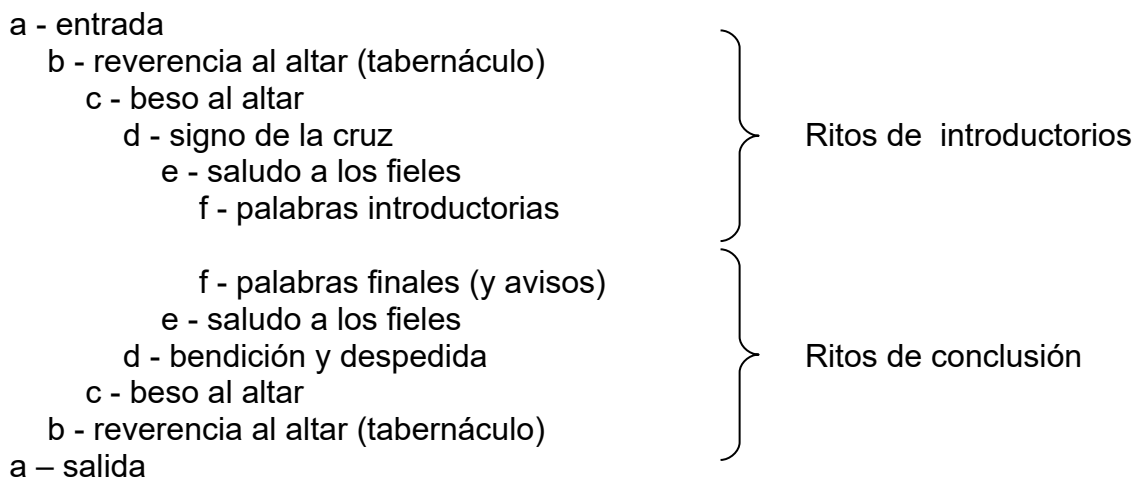 a - entrada
b - reverencia al altar (tabernáculo)
c - beso al altar
d - signo de la cruz
e - saludo a los fieles
f - palabras introductorias
Ritos de  introductorios
f - palabras finales (y avisos)
e - saludo a los fieles
d - bendición y despedida
c - beso al altar
b - reverencia al altar (tabernáculo)
a – salida
Ritos de conclusión